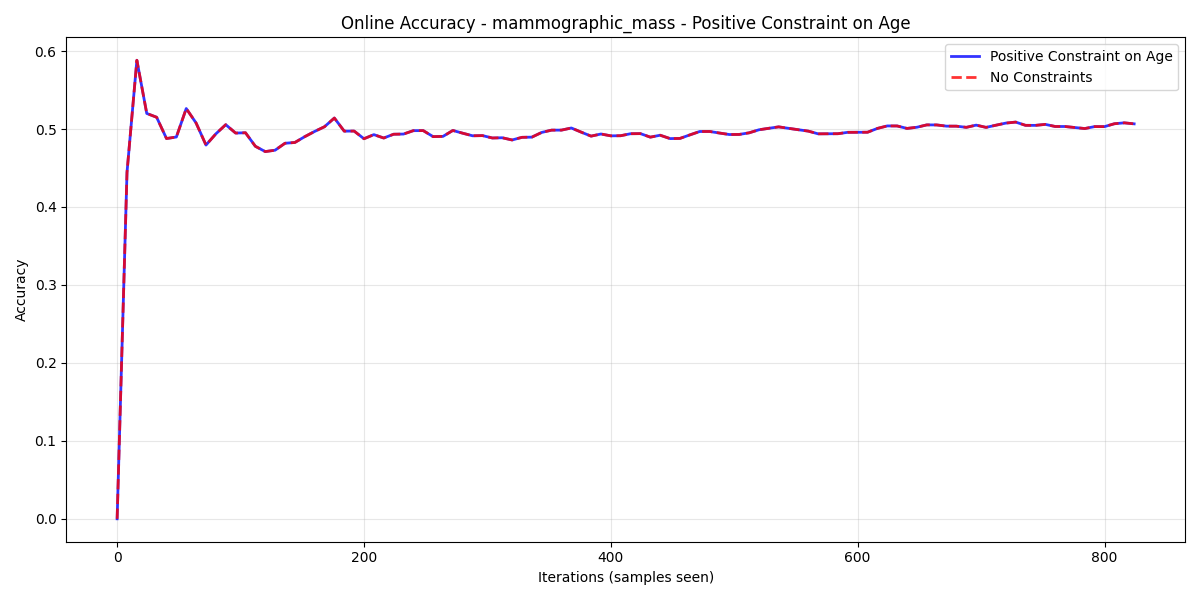 Online Accuracy - mammographic_mass - Positive Constraint on Age
Positive Constraint on Age
No Constraints
0.6
0.5
0.4
0.3
0.2
0.1
0.0
Accuracy
0 200 400 600 800
Iterations (samples seen)